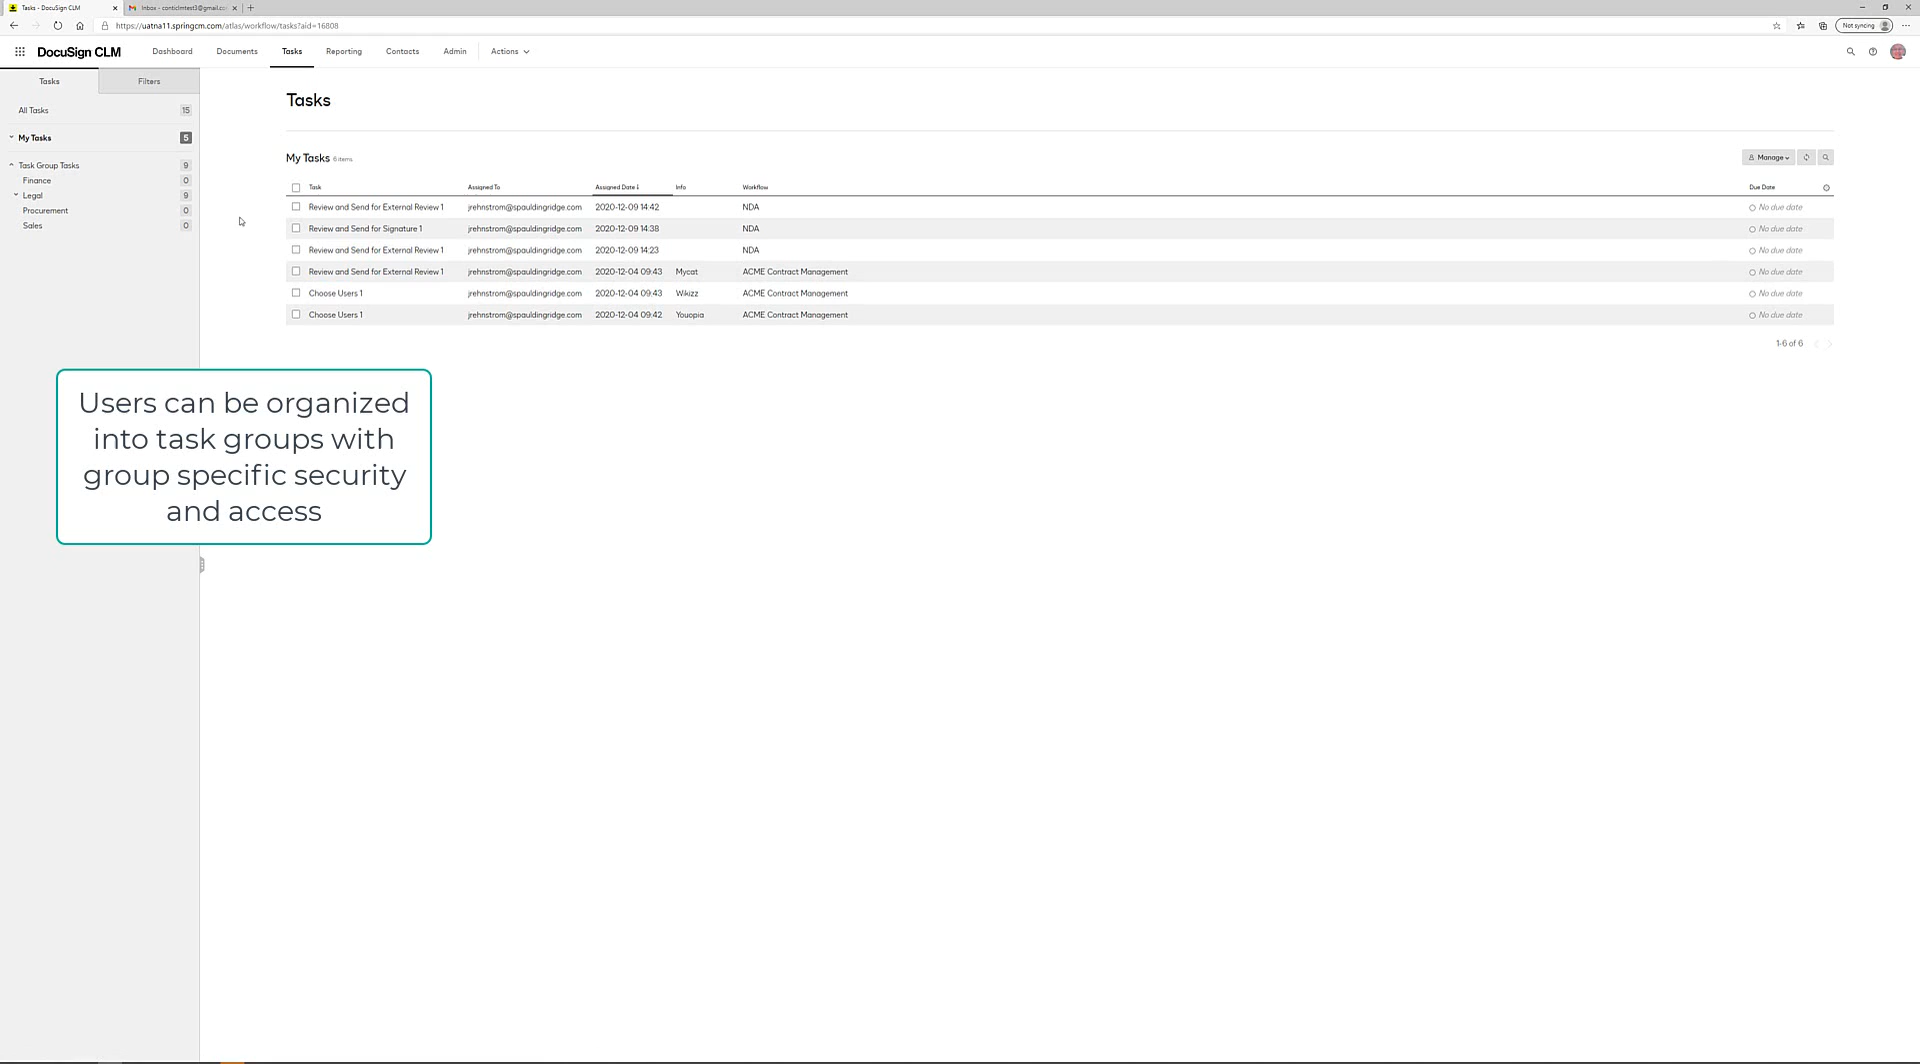 Tasks - DocuSign CLM
Inbox - conticlmtest3@gmail.co
https://uatna11.springcm.com/atlas/workflow/tasks?aid=16808
Not syncing
DocuSign CLM Dashboard Documents Tasks Reporting Contacts Admin Actions
Tasks Filters
All Tasks 15
My Tasks 5
Task Group Tasks 9
Finance 0
Legal 9
Procurement 0
Sales 0
Tasks
My Tasks 6 items
Manage
Task Assigned To Assigned Date Info Workflow Due Date
Review and Send for External Review 1 jrehnstrom@spauldingridge.com 2020-12-09 14:42 NDA No due date
Review and Send for Signature 1 jrehnstrom@spauldingridge.com 2020-12-09 14:38 NDA No due date
Review and Send for External Review 1 jrehnstrom@spauldingridge.com 2020-12-09 14:23 NDA No due date
Review and Send for External Review 1 jrehnstrom@spauldingridge.com 2020-12-04 09:43 Mycat ACME Contract Management No due date
Choose Users 1 jrehnstrom@spauldingridge.com 2020-12-04 09:43 Wikizz ACME Contract Management No due date
Choose Users 1 jrehnstrom@spauldingridge.com 2020-12-04 09:42 Youopia ACME Contract Management No due date
1-6 of 6
Users can be organized
into task groups with
group specific security
and access